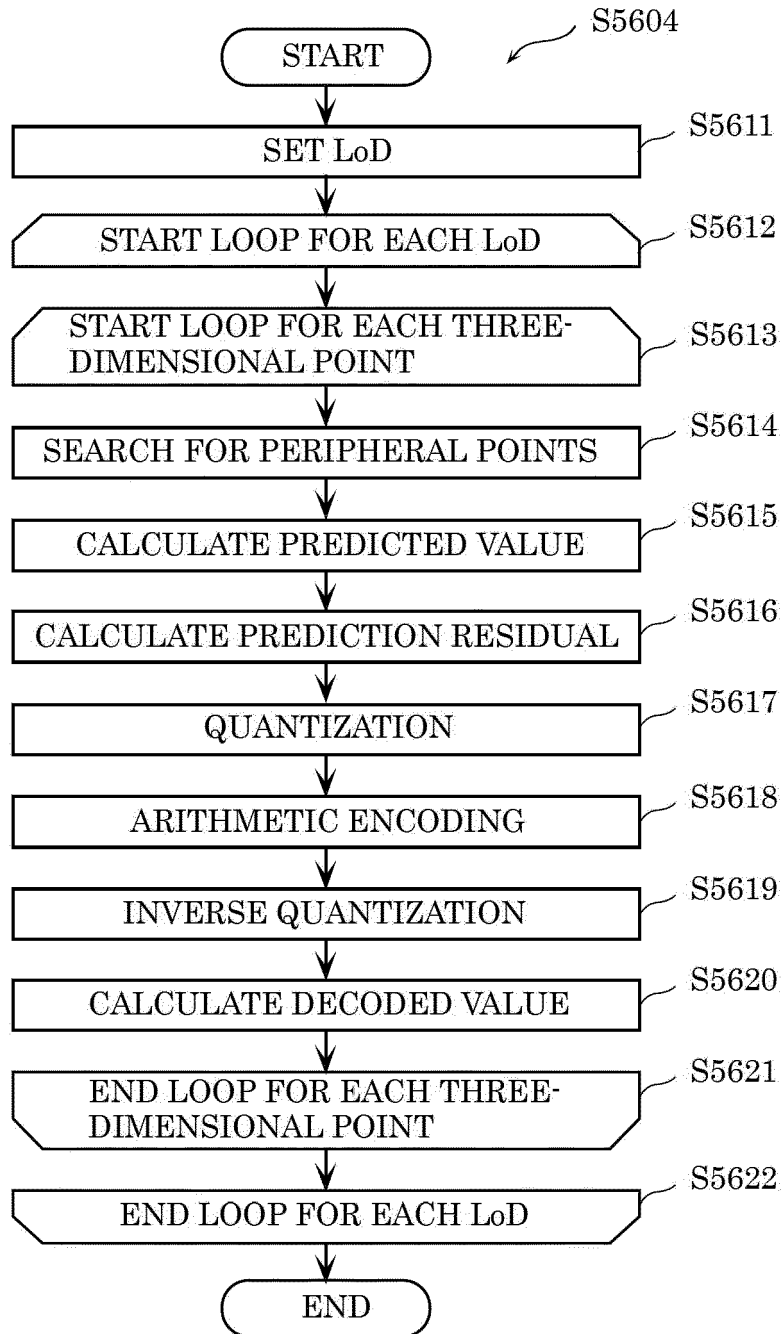 S5604
START
S5611
SET LoD
S5612
START LOOP FOR EACH LoD
S5613
START LOOP FOR EACH THREE-
DIMENSIONAL POINT
S5614
SEARCH FOR PERIPHERAL POINTS
S5615
CALCULATE PREDICTED VALUE
S5616
CALCULATE PREDICTION RESIDUAL
S5617
QUANTIZATION
S5618
ARITHMETIC ENCODING
S5619
INVERSE QUANTIZATION
S5620
CALCULATE DECODED VALUE
S5621
END LOOP FOR EACH THREE-
DIMENSIONAL POINT
S5622
END LOOP FOR EACH LoD
END